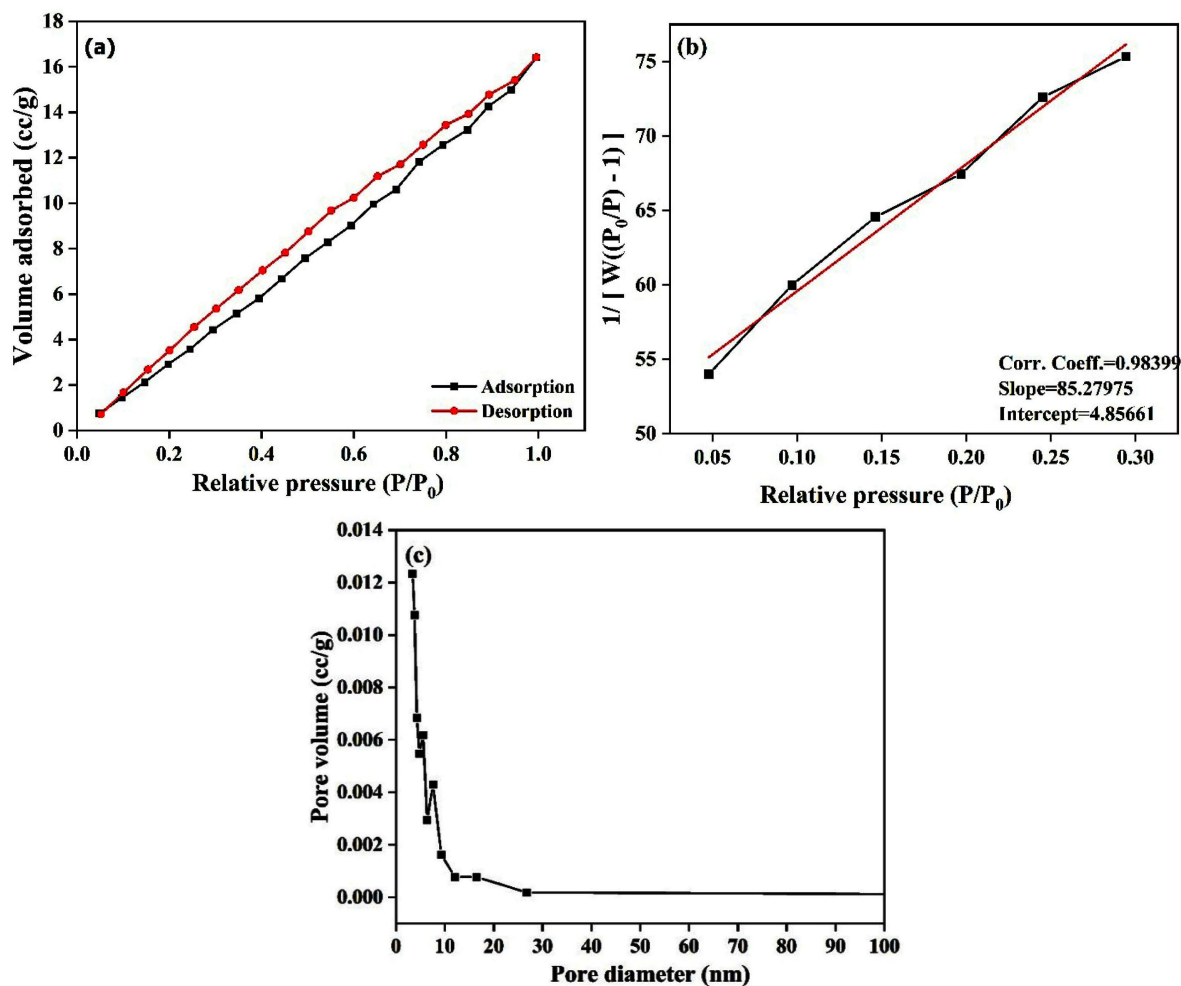 (a)
Volume adsorbed (cc/g)
18
16
14
12
10
8
6
4
2
0
Adsorption
Desorption
0.0 0.2 0.4 0.6 0.8 1.0
Relative pressure (P/P0)
(b)
1/ [ W((P0/P) - 1) ]
75
70
65
60
55
50
Corr. Coeff.=0.98399
Slope=85.27975
Intercept=4.85661
0.05 0.10 0.15 0.20 0.25 0.30
Relative pressure (P/P0)
(c)
Pore volume (cc/g)
0.014
0.012
0.010
0.008
0.006
0.004
0.002
0.000
0 10 20 30 40 50 60 70 80 90 100
Pore diameter (nm)